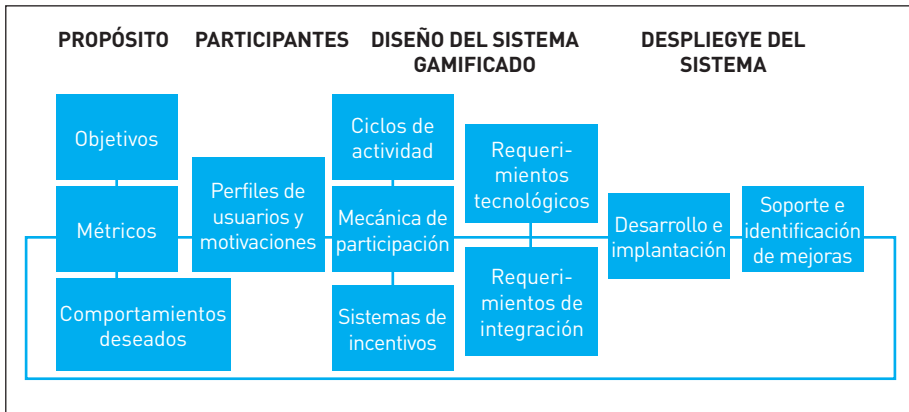 PROPÓSITO
PARTICIPANTES
DISEÑO DEL SISTEMA
GAMIFICADO
DESPLIEGYE DEL
SISTEMA
Objetivos
Métricos
Comportamientos
deseados
Perfiles de
usuarios y
motivaciones
Ciclos de
actividad
Mecánica de
participación
Sistemas de
incentivos
Requeri-
mientos
tecnológicos
Requeri-
mientos de
integración
Desarrollo e
implantación
Soporte e
identificación
de mejoras